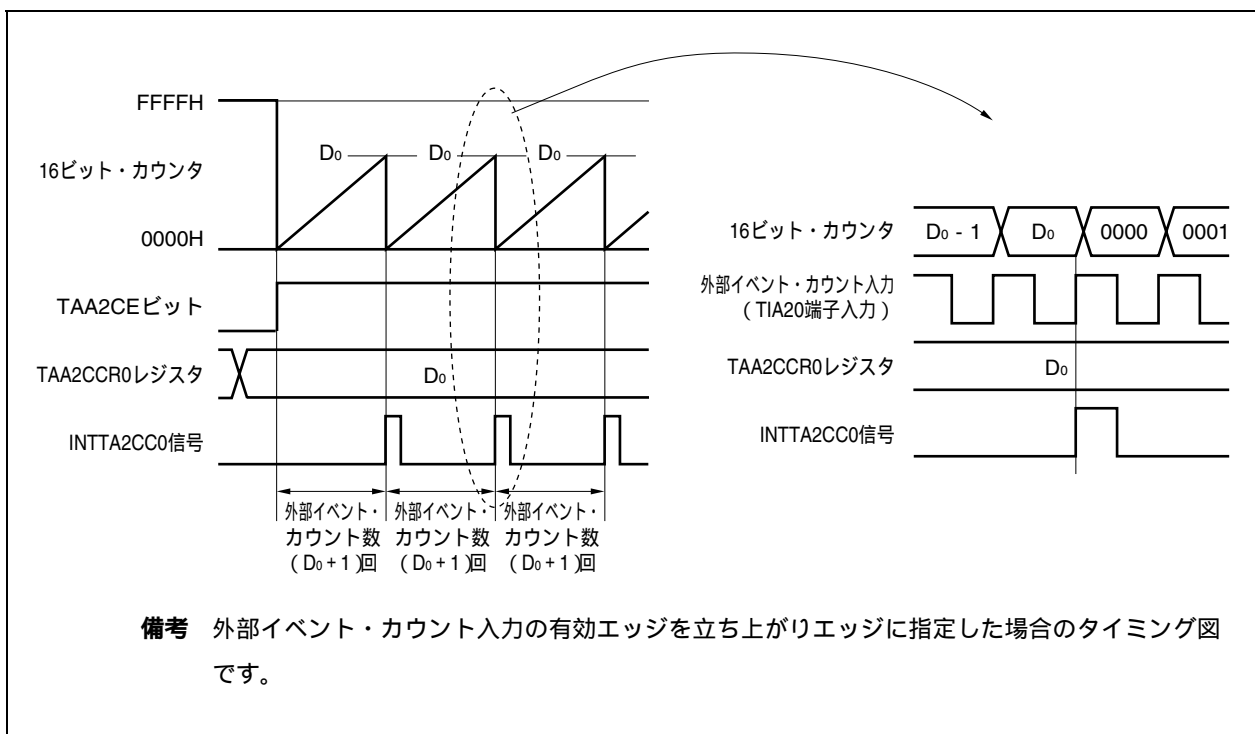 FFFFH
16ビット・カウンタ
0000H
D0 D0 D0
TAA2CEビット
TAA2CCR0レジスタ
D0
INTTA2CC0信号
外部イベント・ 外部イベント・ 外部イベント・
カウント数 カウント数 カウント数
(D0+1)回 (D0+1)回 (D0+1)回
16ビット・カウンタ
D0 - 1 D0 0000 0001
外部イベント・カウント入力
(TIA20端子入力)
TAA2CCR0レジスタ
D0
INTTA2CC0信号
備考 外部イベント・カウント入力の有効エッジを立ち上がりエッジに指定した場合のタイミング図
です。